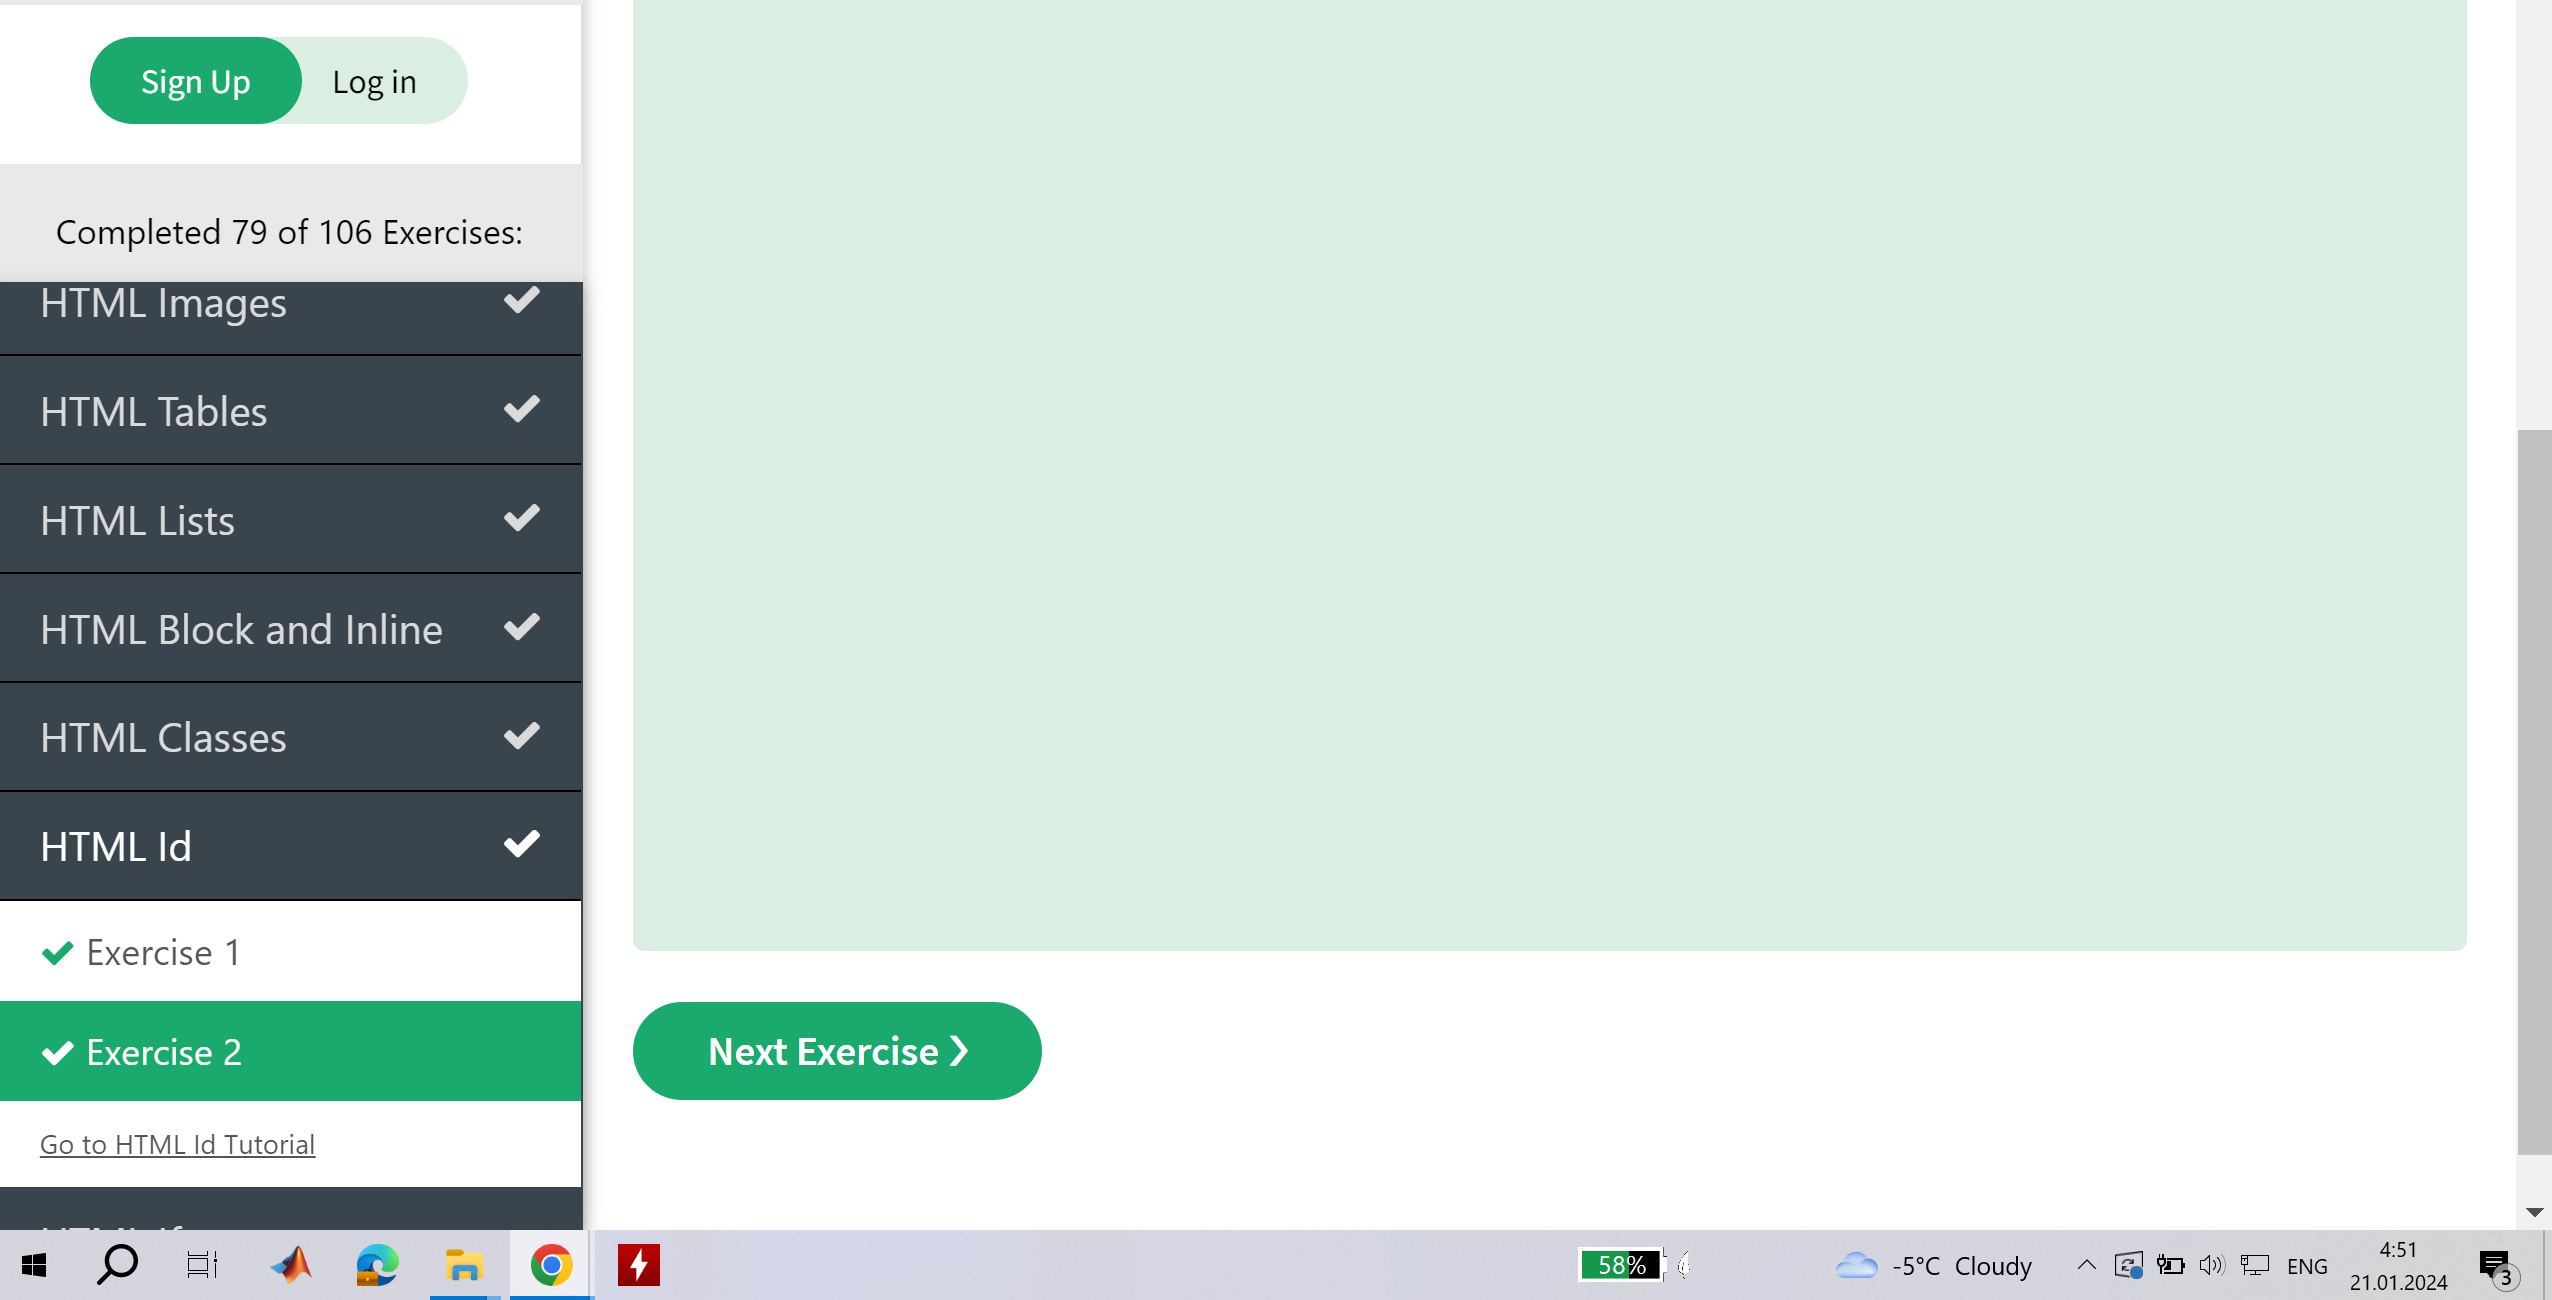 Sign Up
Log in
Completed 79 of 106 Exercises:
HTML Images
HTML Tables
HTML Lists
HTML Block and Inline
HTML Classes
HTML Id
Exercise 1
Exercise 2
Go to HTML Id Tutorial
Next Exercise ❯
58%
-5°C Cloudy
ENG
4:51
21.01.2024
3